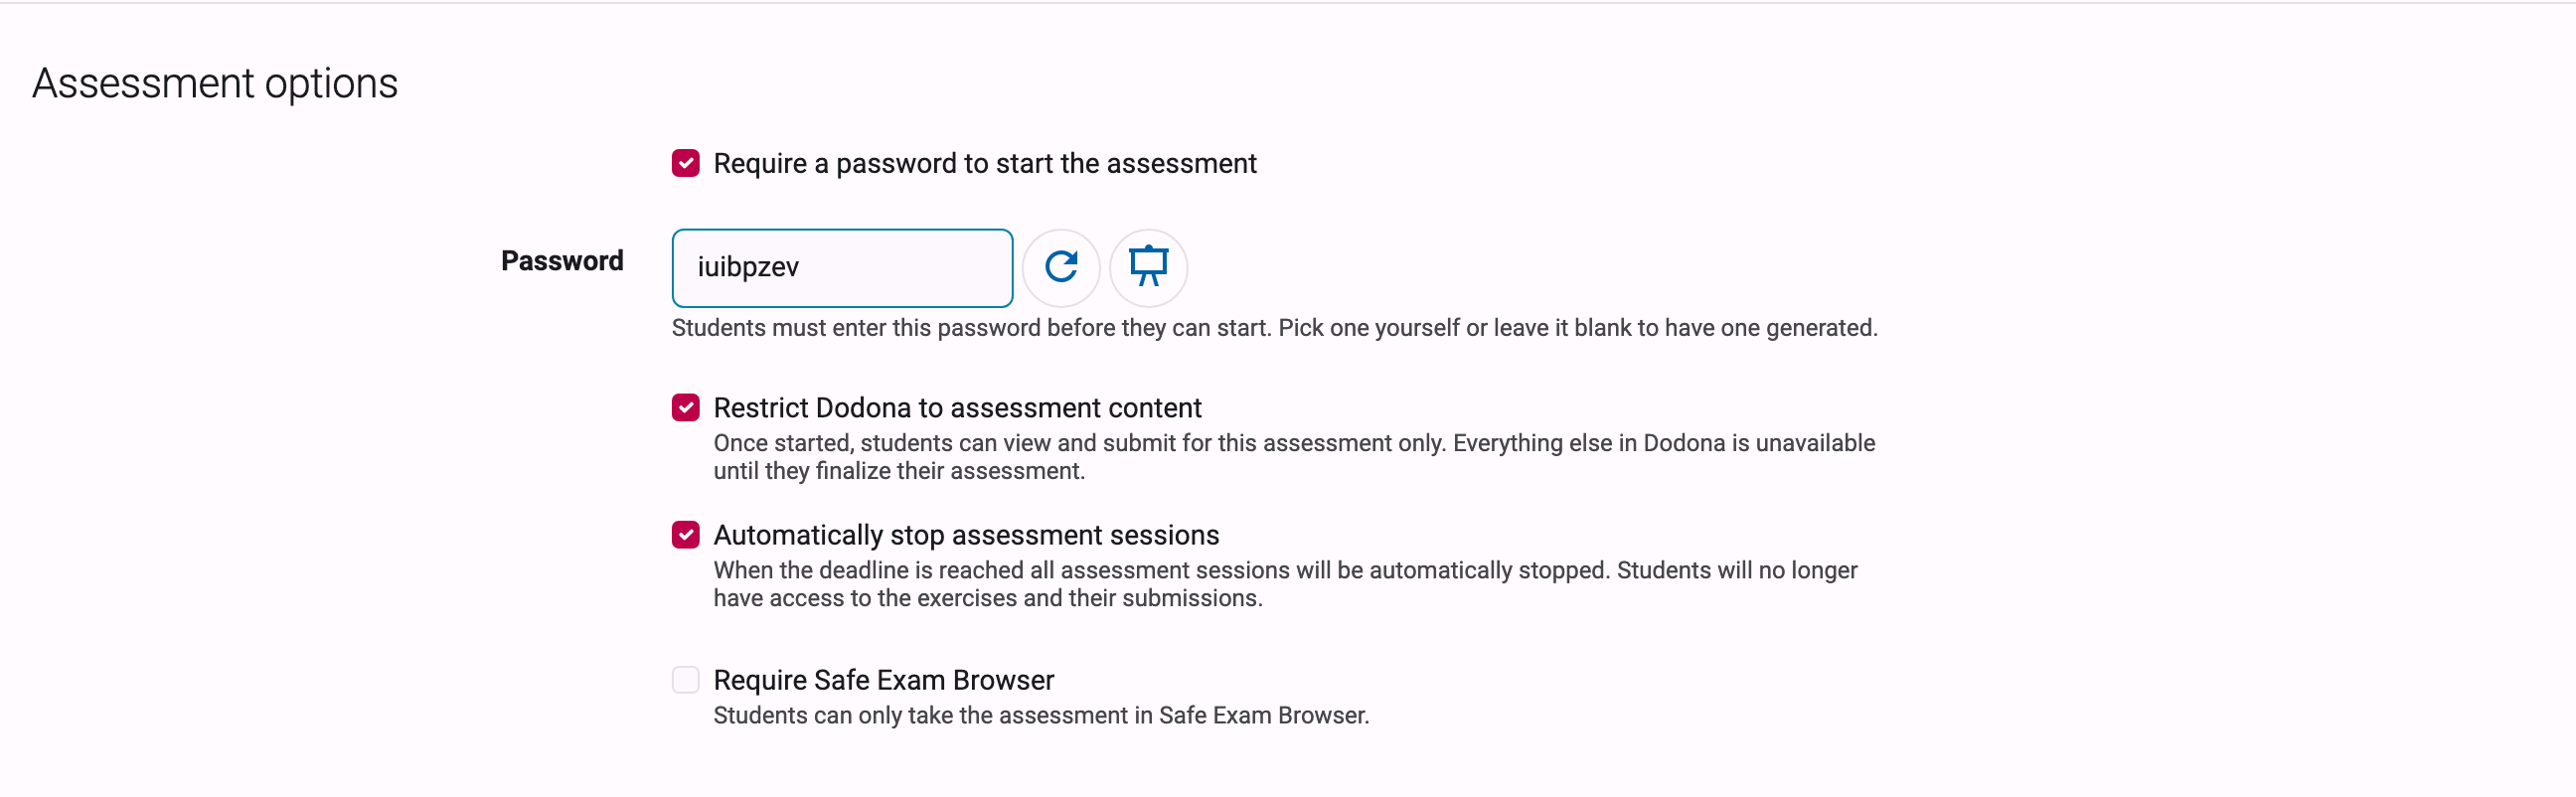 Assessment options
Require a password to start the assessment
Password
iuibpzev
Students must enter this password before they can start. Pick one yourself or leave it blank to have one generated.
Restrict Dodona to assessment content
Once started, students can view and submit for this assessment only. Everything else in Dodona is unavailable
until they finalize their assessment.
Automatically stop assessment sessions
When the deadline is reached all assessment sessions will be automatically stopped. Students will no longer
have access to the exercises and their submissions.
Require Safe Exam Browser
Students can only take the assessment in Safe Exam Browser.